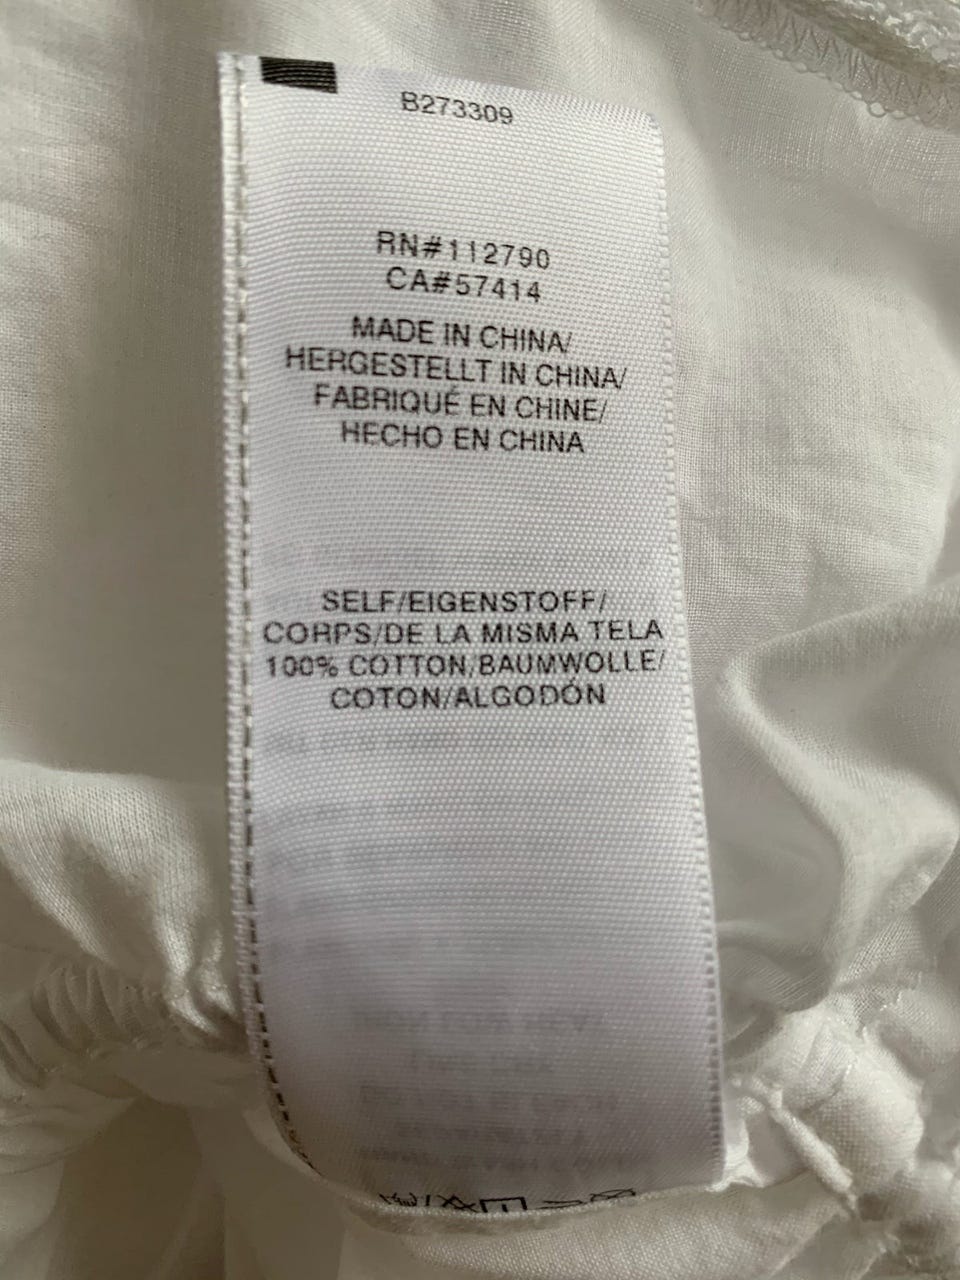 B273309
RN#112790
CA#57414
MADE IN CHINA/
HERGESTELLT IN CHINA/
FABRIQUÉ EN CHINE/
HECHO EN CHINA
SELF/EIGENSTOFF/
CORPS/DE LA MISMA TELA
100% COTTON/BAUMWOLLE/
COTON/ALGODÓN